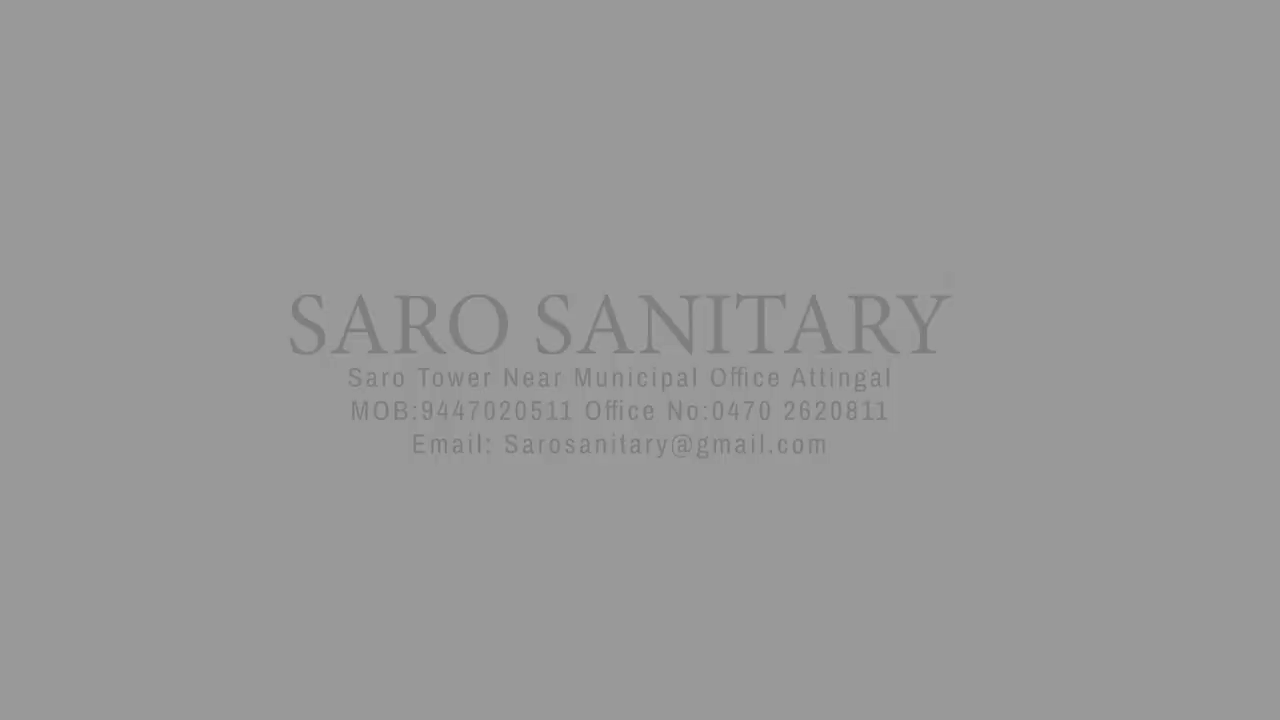 SARO SANITARY
Saro Tower Near Municipal Office Attingal
MOB:9447020511 Office No:0470 2620811
Email: Sarosanitary@gmail.com